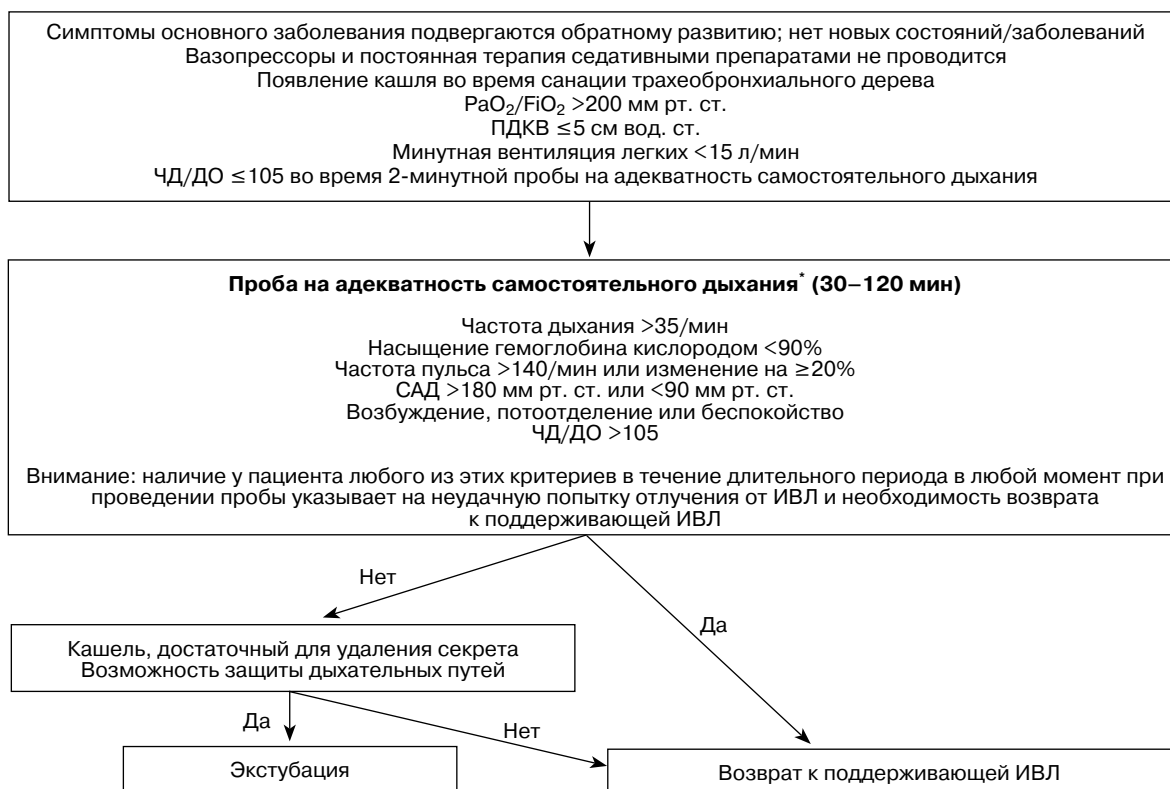 Симптомы основного заболевания подвергаются обратному развитию; нет новых состояний/заболеваний
Вазопрессоры и постоянная терапия седативными препаратами не проводится
Появление кашля во время санации трахеобронхиального дерева
PaO₂/FiO₂ >200 мм рт. ст.
ПДКВ ≤5 см вод. ст.
Минутная вентиляция легких <15 л/мин
ЧД/ДО ≤105 во время 2-минутной пробы на адекватность самостоятельного дыхания
Проба на адекватность самостоятельного дыхания* (30–120 мин)
Частота дыхания >35/мин
Насыщение гемоглобина кислородом <90%
Частота пульса >140/мин или изменение на ≥20%
САД >180 мм рт. ст. или <90 мм рт. ст.
Возбуждение, потоотделение или беспокойство
ЧД/ДО >105
Внимание: наличие у пациента любого из этих критериев в течение длительного периода в любой момент при
проведении пробы указывает на неудачную попытку отлучения от ИВЛ и необходимость возврата
к поддерживающей ИВЛ
Нет
Да
Кашель, достаточный для удаления секрета
Возможность защиты дыхательных путей
Да
Нет
Экстубация
Возврат к поддерживающей ИВЛ